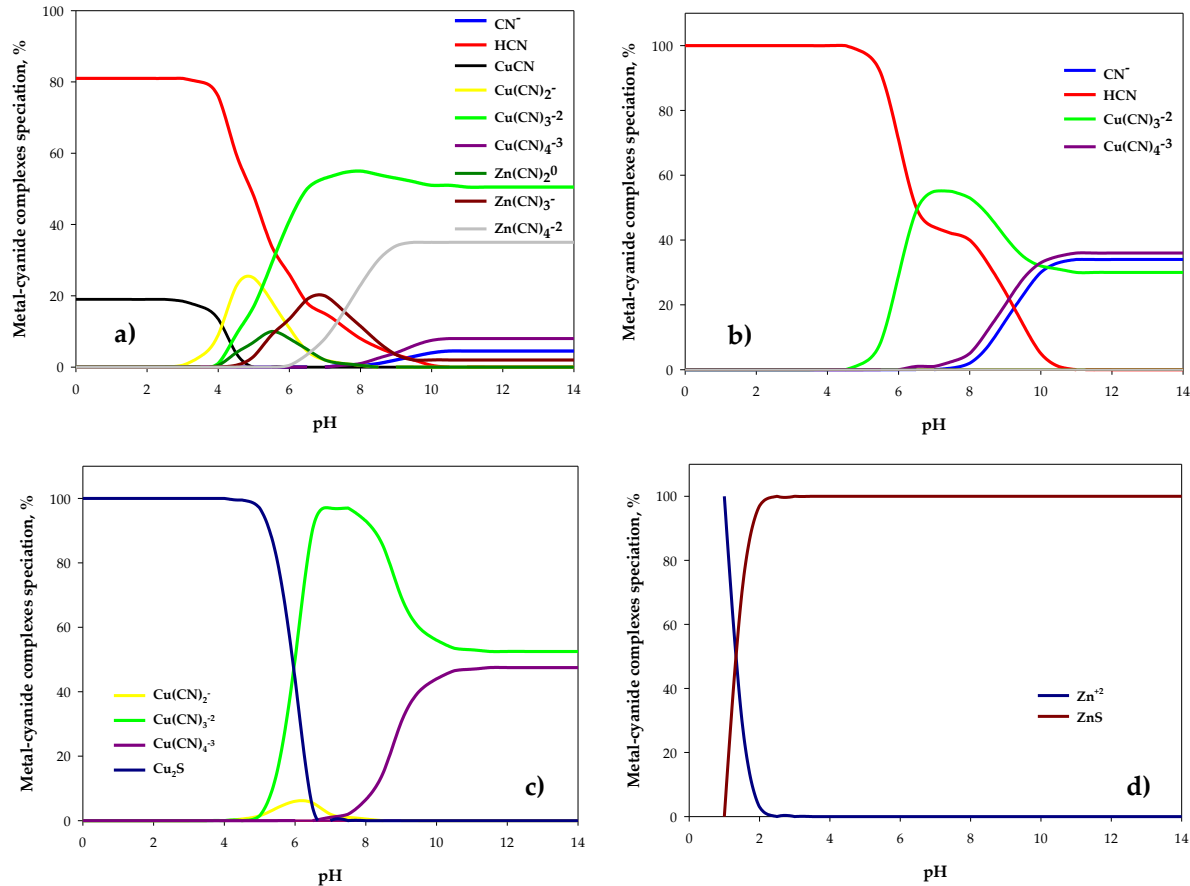 Metal-cyanide complexes speciation, %
100
80
60
40
20
0
0 2 4 6 8 10 12 14
pH
a)
CN-
HCN
CuCN
Cu(CN)2-
Cu(CN)3-2
Cu(CN)4-3
Zn(CN)20
Zn(CN)3-
Zn(CN)4-2
Metal-cyanide complexes speciation, %
100
80
60
40
20
0
0 2 4 6 8 10 12 14
pH
b)
CN-
HCN
Cu(CN)3-2
Cu(CN)4-3
Metal-cyanide complexes speciation, %
100
80
60
40
20
0
0 2 4 6 8 10 12 14
pH
Cu(CN)2-
Cu(CN)3-2
Cu(CN)4-3
Cu2S
c)
Metal-cyanide complexes speciation, %
100
80
60
40
20
0
0 2 4 6 8 10 12 14
pH
Zn+2
ZnS
d)